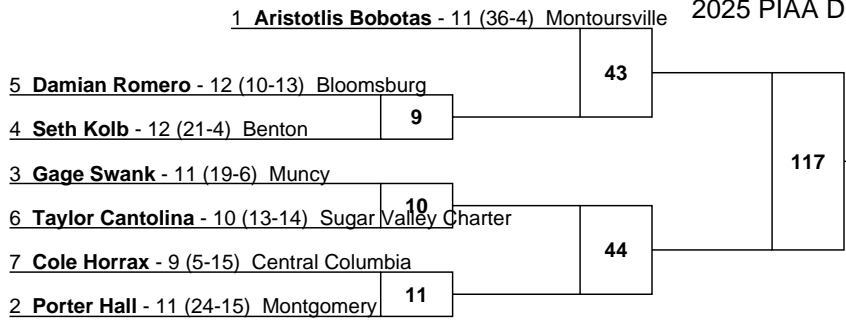 1 Aristotlis Bobotas - 11 (36-4) Montoursville
2025 PIAA D
43
5 Damian Romero - 12 (10-13) Bloomsburg
9
4 Seth Kolb - 12 (21-4) Benton
3 Gage Swank - 11 (19-6) Muncy
117
10
6 Taylor Cantolina - 10 (13-14) Sugar Valley Charter
44
7 Cole Horrax - 9 (5-15) Central Columbia
11
2 Porter Hall - 11 (24-15) Montgomery